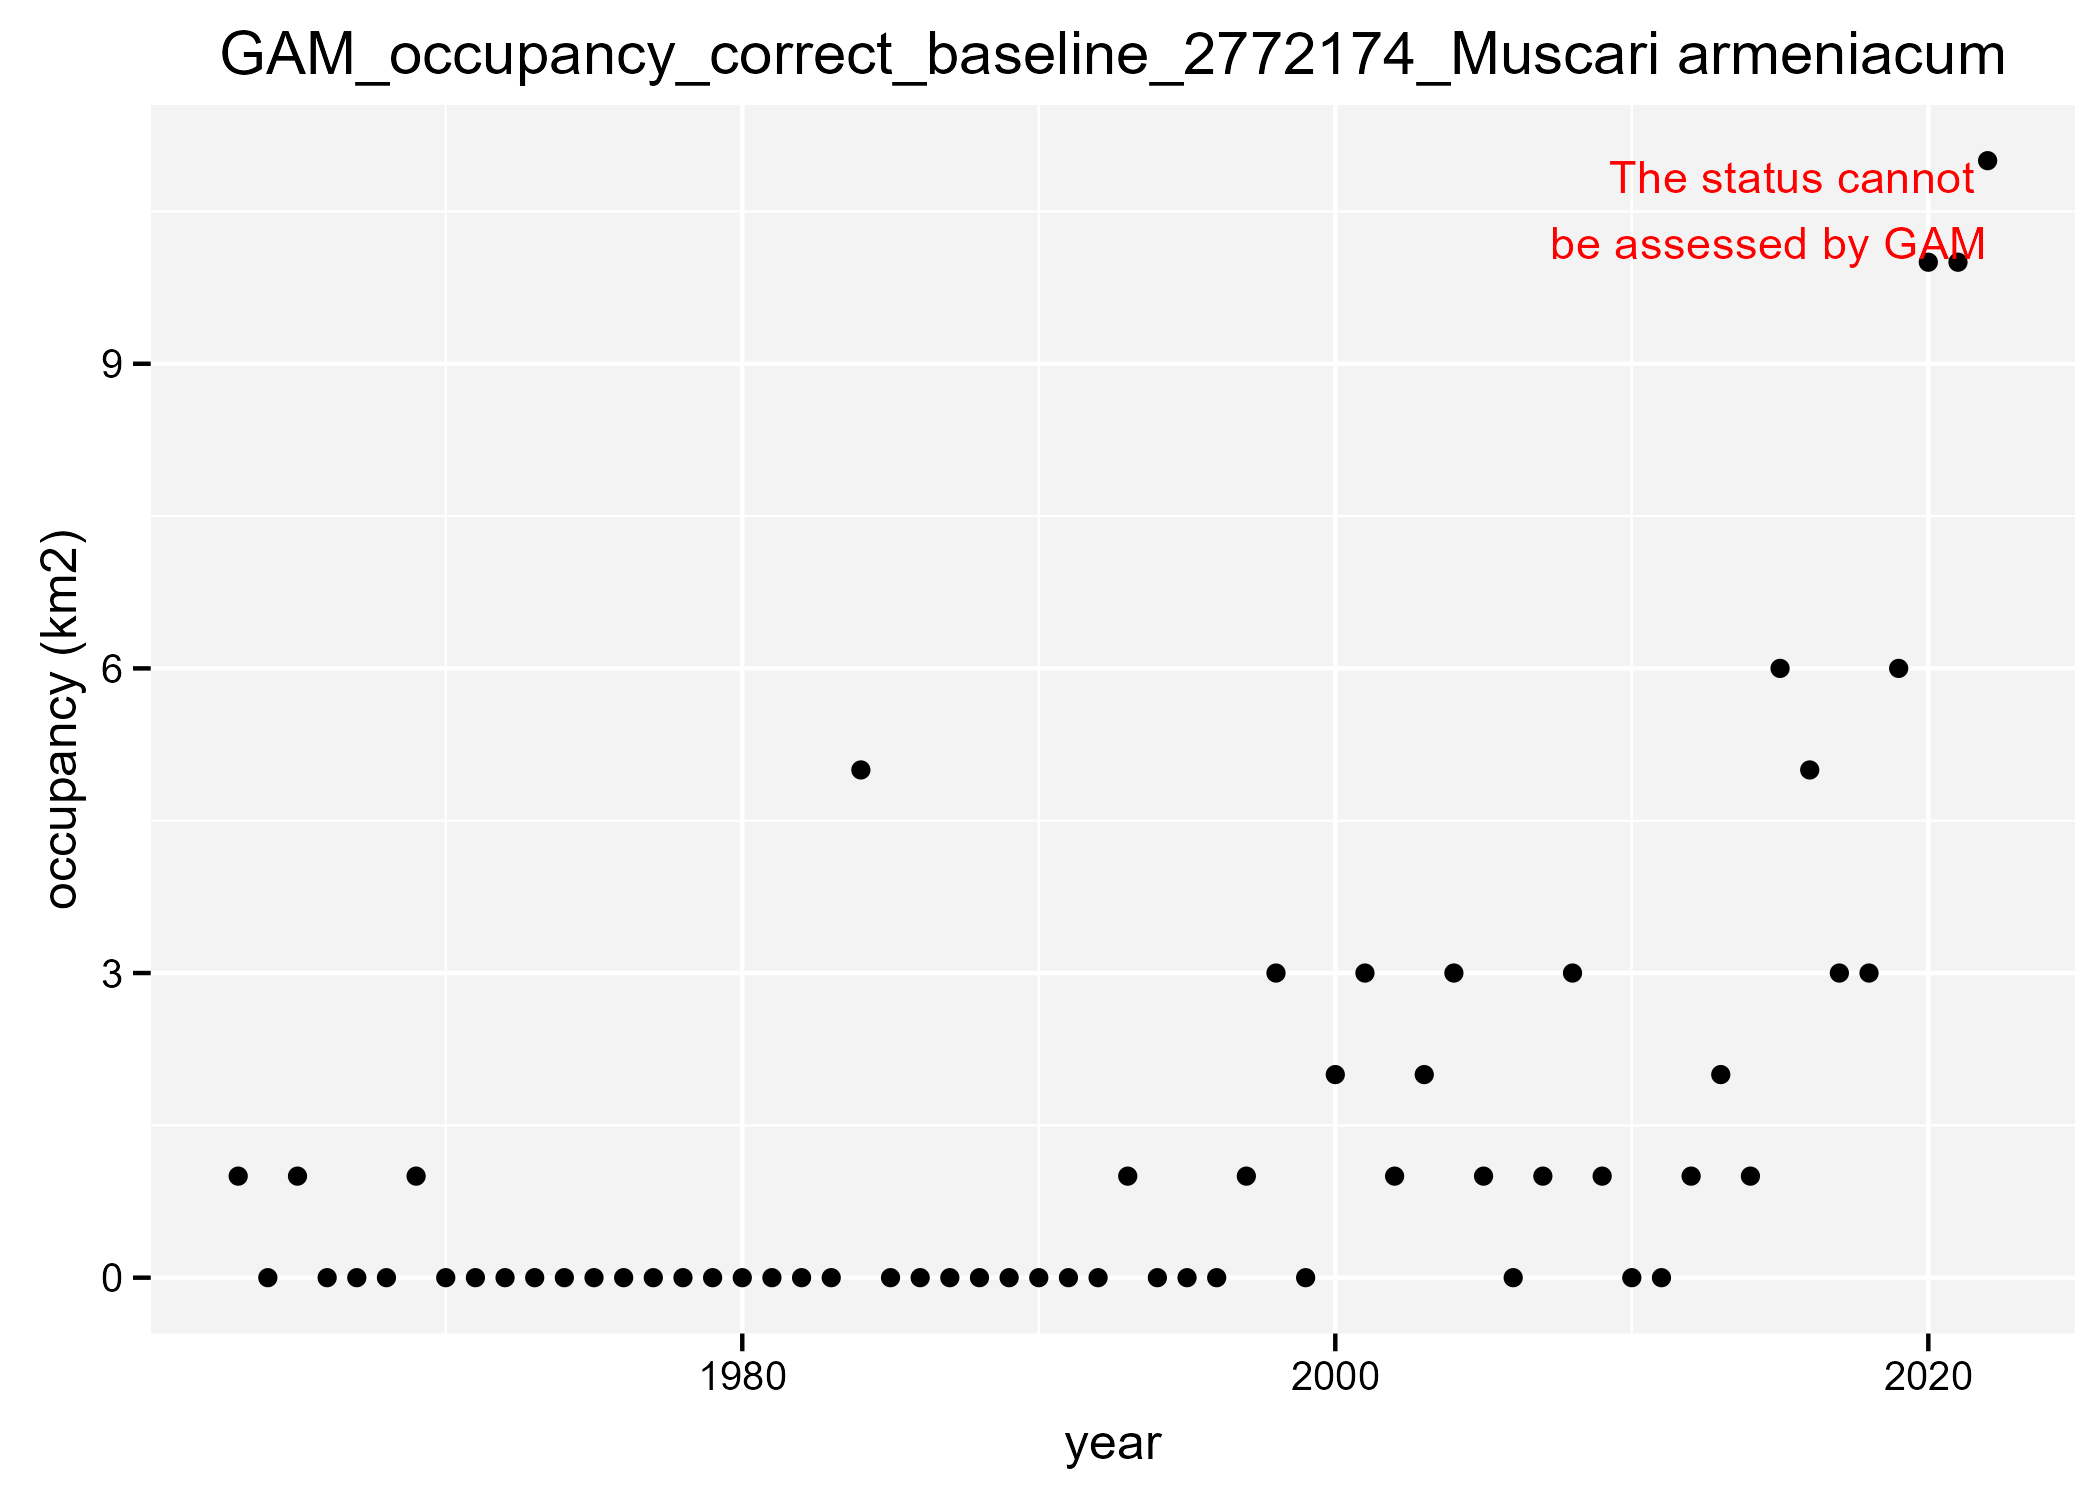 GAM_occupancy_correct_baseline_2772174_Muscari armeniacum
The status cannot
be assessed by GAM
9
6
3
0
occupancy (km2)
1980 2000 2020
year